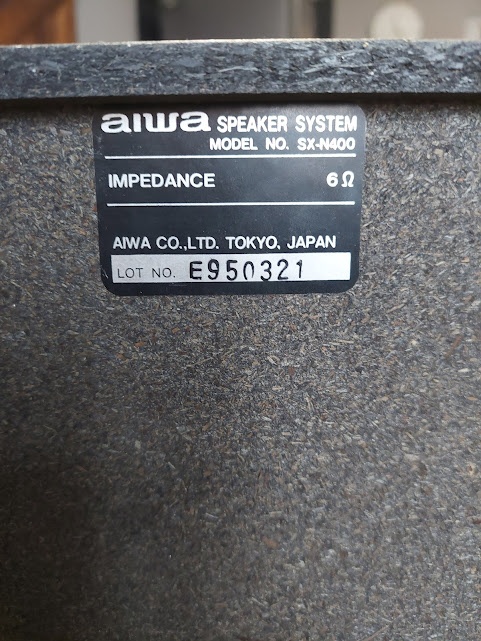 aiwa SPEAKER SYSTEM
MODEL NO. SX-N400
IMPEDANCE 6Ω
AIWA CO.,LTD. TOKYO, JAPAN
LOT NO. E950321